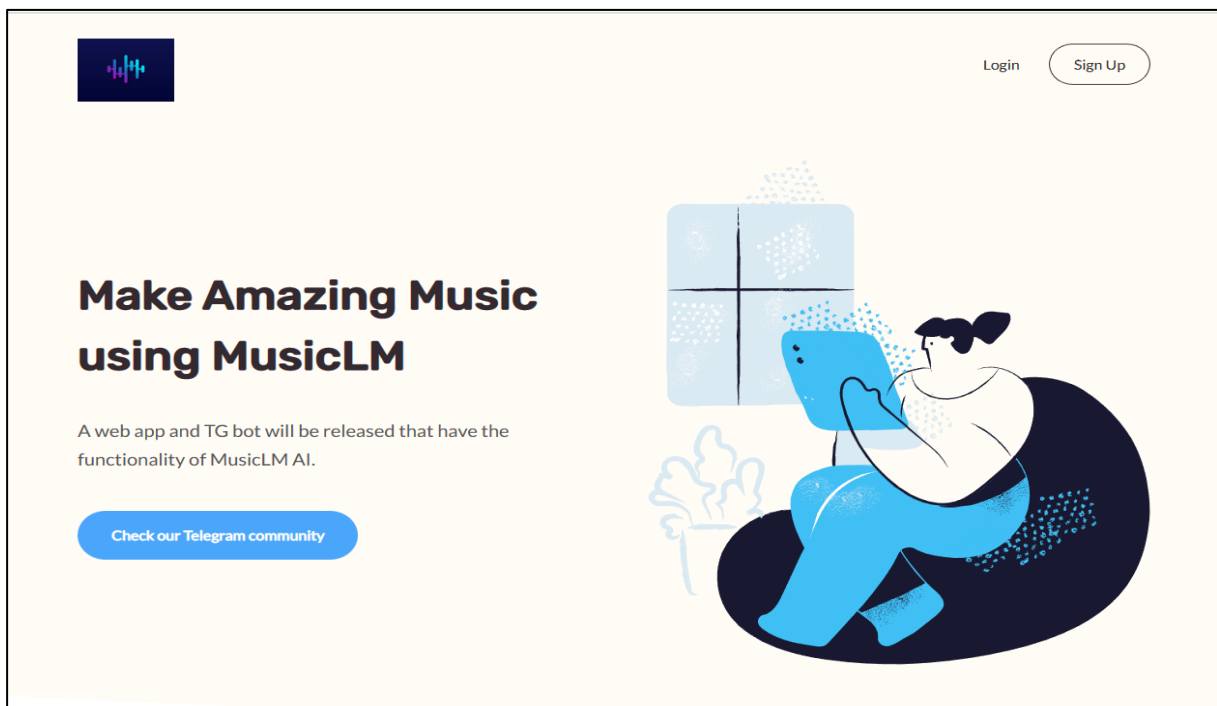 Login
Sign Up
Make Amazing Music
using MusicLM
A web app and TG bot will be released that have the
functionality of MusicLM AI.
Check our Telegram community